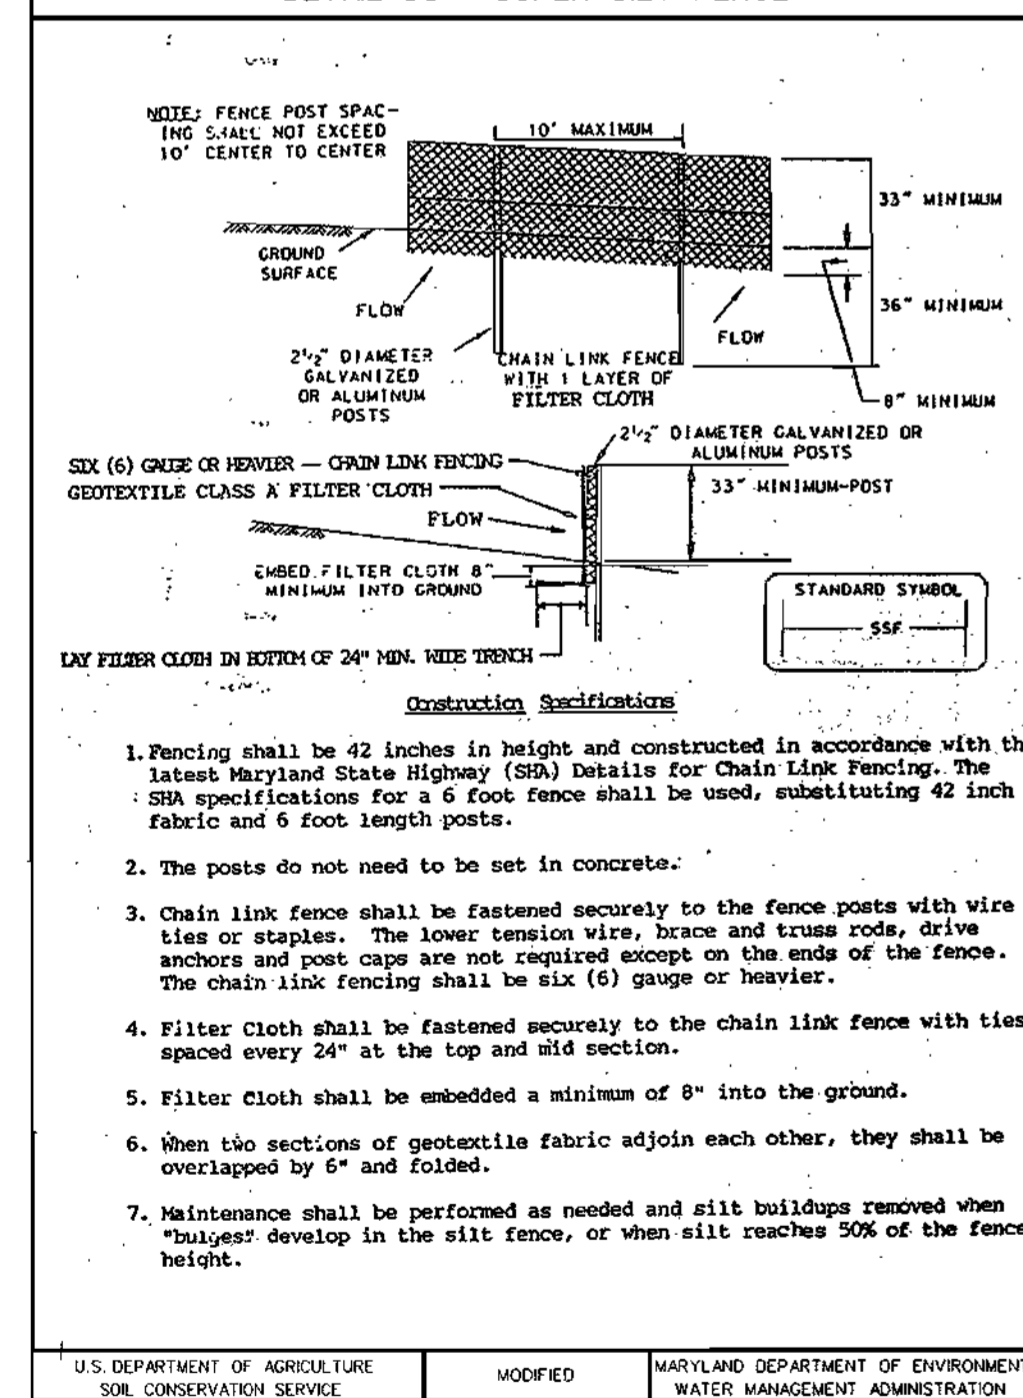 NOTE: FENCE POST SPAC-
ING SHALL NOT EXCEED
10' CENTER TO CENTER
10' MAXIMUM
33" MINIMUM
GROUND
SURFACE
FLOW
36" MINIMUM
FLOW
2 1/2" DIAMETER
GALVANIZED
OR ALUMINUM
POSTS
CHAIN LINK FENCE
WITH 1 LAYER OF
FILTER CLOTH
8" MINIMUM
2 1/2" DIAMETER GALVANIZED OR
ALUMINUM POSTS
SIX (6) GAUGE OR HEAVIER — CHAIN LINK FENCING
GEOTEXTILE CLASS A FILTER CLOTH
33" MINIMUM-POST
FLOW
EMBED FILTER CLOTH 8"
MINIMUM INTO GROUND
STANDARD SYMBOL
SSF
LAY FILTER CLOTH IN BOTTOM OF 24" MIN. WIDE TRENCH
Construction Specifications
1. Fencing shall be 42 inches in height and constructed in accordance with th
latest Maryland State Highway (SHA) Details for Chain Link Fencing. The
SHA specifications for a 6 foot fence shall be used, substituting 42 inch
fabric and 6 foot length posts.
2. The posts do not need to be set in concrete.
3. Chain link fence shall be fastened securely to the fence posts with wire
ties or staples. The lower tension wire, brace and truss rods, drive
anchors and post caps are not required except on the ends of the fence.
The chain link fencing shall be six (6) gauge or heavier.
4. Filter Cloth shall be fastened securely to the chain link fence with ties
spaced every 24" at the top and mid section.
5. Filter Cloth shall be embedded a minimum of 8" into the ground.
6. When two sections of geotextile fabric adjoin each other, they shall be
overlapped by 6" and folded.
7. Maintenance shall be performed as needed and silt buildups removed when
"bulges" develop in the silt fence, or when silt reaches 50% of the fence
height.
U.S. DEPARTMENT OF AGRICULTURE
SOIL CONSERVATION SERVICE
MODIFIED
MARYLAND DEPARTMENT OF ENVIRONMENT
WATER MANAGEMENT ADMINISTRATION